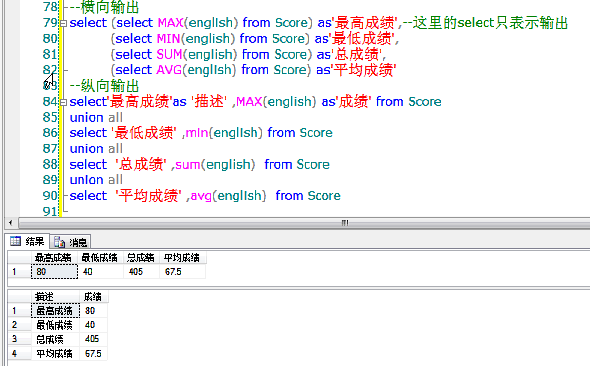 78 ---横向输出
79 select (select MAX(english) from Score) as'最高成绩',--这里的select只表示输出
80 (select MIN(english) from Score) as'最低成绩',
81 (select SUM(english) from Score) as '总成绩',
82 (select AVG(english) from Score) as'平均成绩'
83 --纵向输出
84 select'最高成绩'as '描述' ,MAX(english) as'成绩' from Score
85 union all
86 select '最低成绩' ,min(english) from Score
87 union all
88 select '总成绩' ,sum(english) from Score
89 union all
90 select '平均成绩' ,avg(english) from Score
91
结果 消息
最高成绩 最低成绩 总成绩 平均成绩
1 80 40 405 67.5
描述 成绩
1 最高成绩 80
2 最低成绩 40
3 总成绩 405
4 平均成绩 67.5